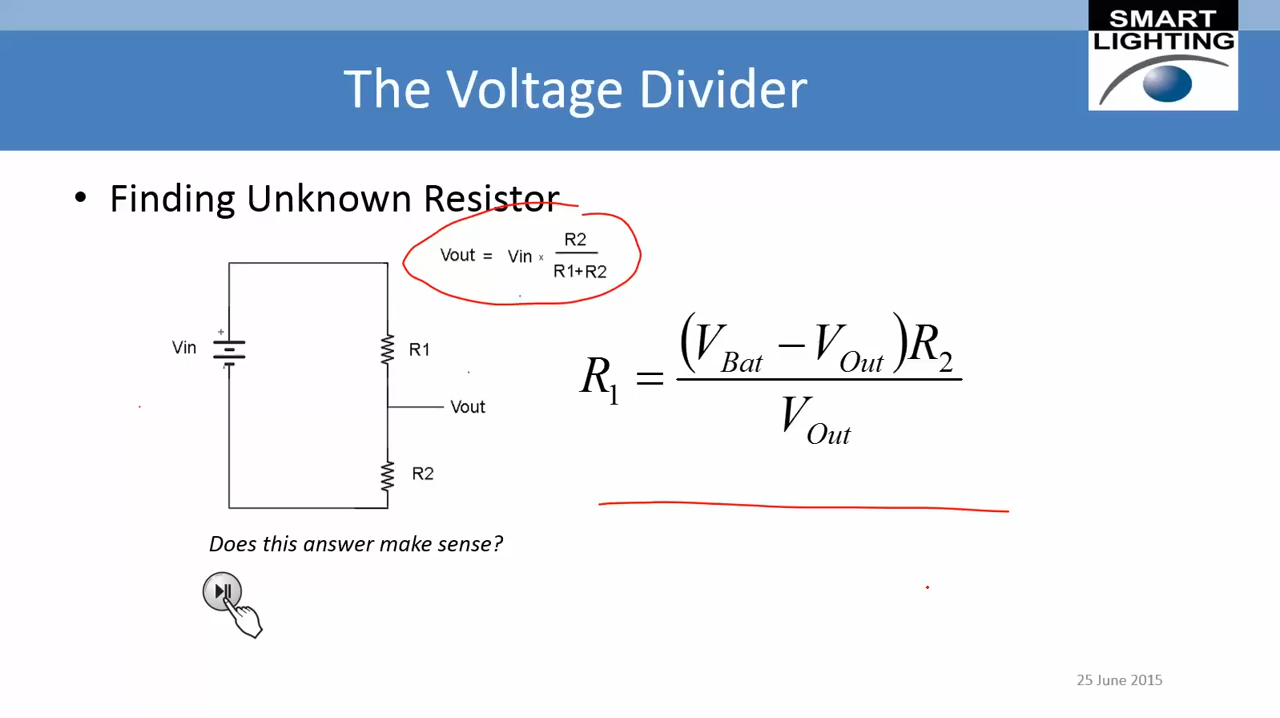 SMART
LIGHTING
The Voltage Divider
• Finding Unknown Resistor
Vout = Vin x R2 / R1+R2
+
Vin
R1
Vout
R2
R₁ = (V_Bat − V_Out)R₂ / V_Out
Does this answer make sense?
25 June 2015